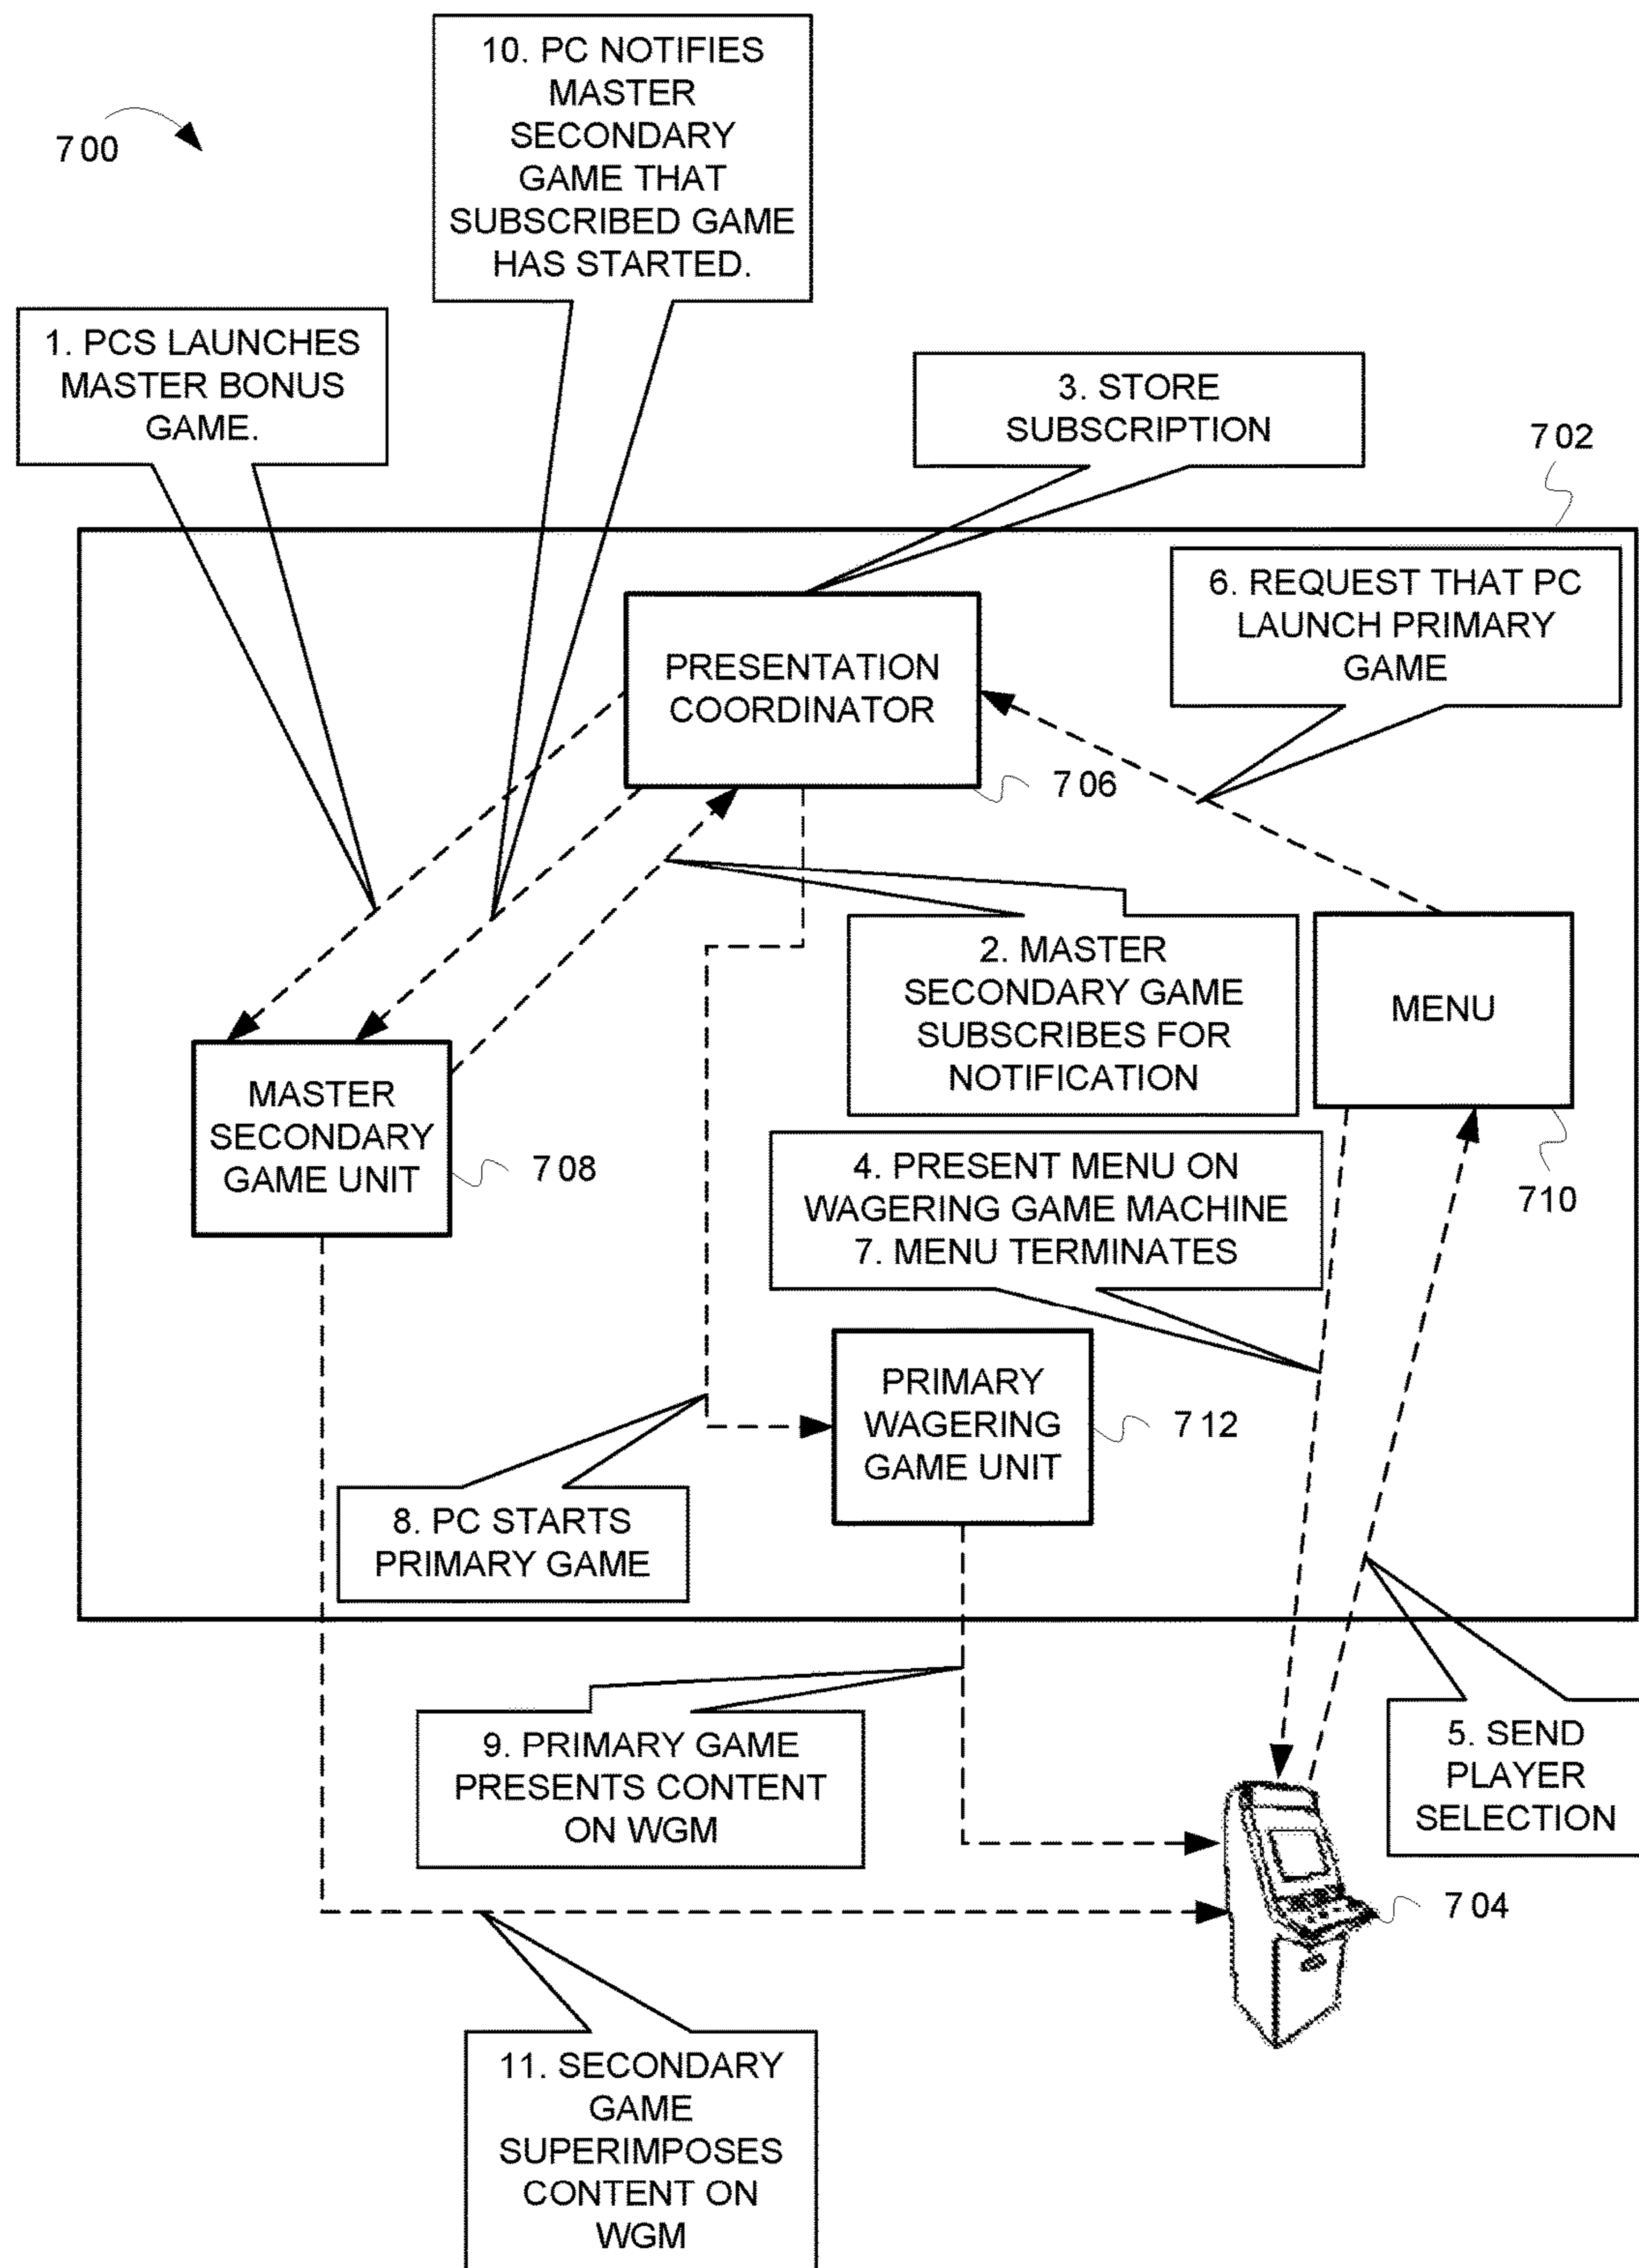 700
10. PC NOTIFIES
MASTER
SECONDARY
GAME THAT
SUBSCRIBED GAME
HAS STARTED.
1. PCS LAUNCHES
MASTER BONUS
GAME.
3. STORE
SUBSCRIPTION
702
6. REQUEST THAT PC
LAUNCH PRIMARY
GAME
PRESENTATION
COORDINATOR
706
2. MASTER
SECONDARY GAME
SUBSCRIBES FOR
NOTIFICATION
MENU
710
MASTER
SECONDARY
GAME UNIT
708
4. PRESENT MENU ON
WAGERING GAME MACHINE
7. MENU TERMINATES
PRIMARY
WAGERING
GAME UNIT
712
8. PC STARTS
PRIMARY GAME
9. PRIMARY GAME
PRESENTS CONTENT
ON WGM
5. SEND
PLAYER
SELECTION
704
11. SECONDARY
GAME
SUPERIMPOSES
CONTENT ON
WGM